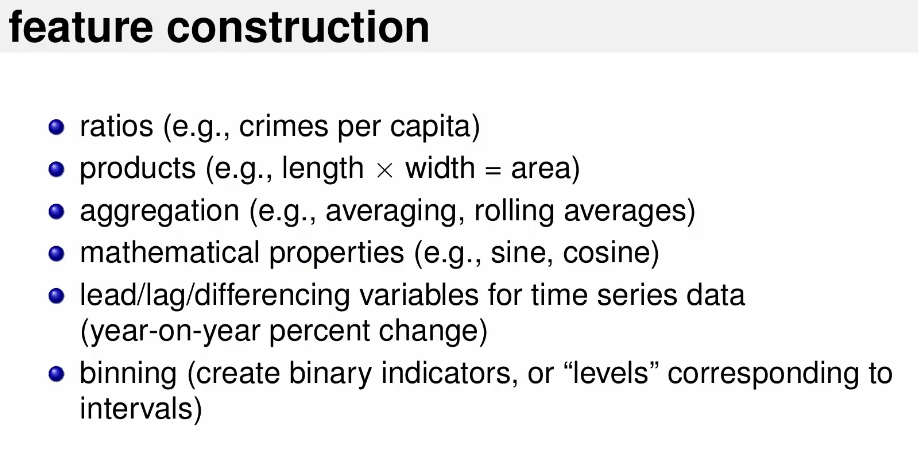 feature construction
ratios (e.g., crimes per capita)
products (e.g., length × width = area)
aggregation (e.g., averaging, rolling averages)
mathematical properties (e.g., sine, cosine)
lead/lag/differencing variables for time series data
(year-on-year percent change)
binning (create binary indicators, or “levels” corresponding to
intervals)